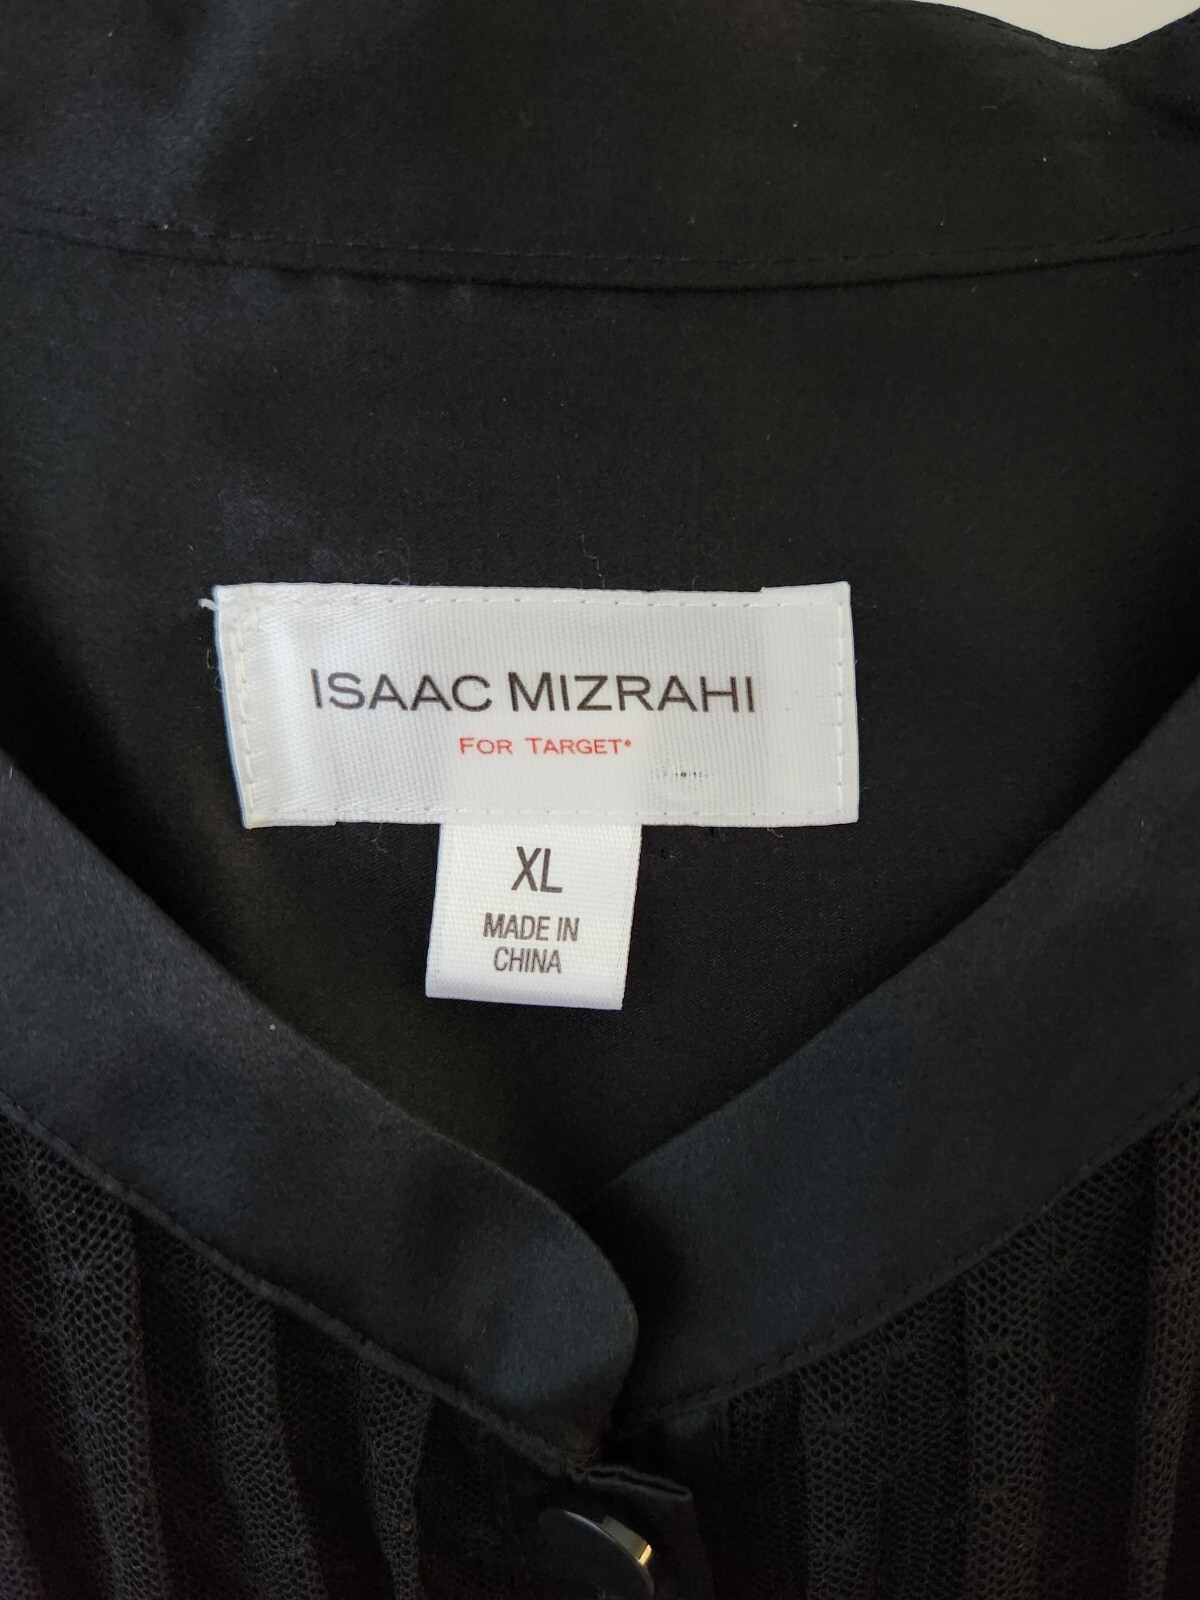 ISAAC MIZRAHI
FOR TARGET®
XL
MADE IN
CHINA